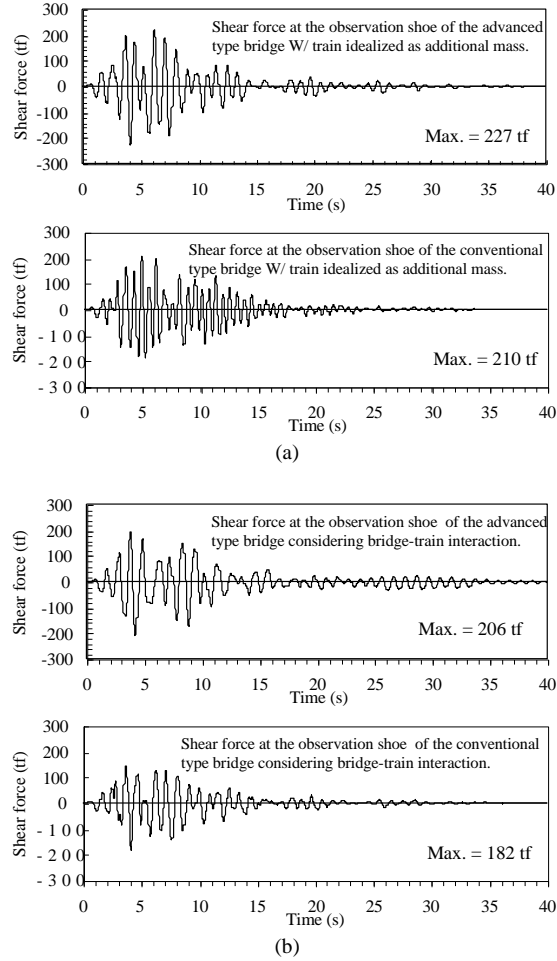 300
200
100
0
-100
-200
-300
Shear force (tf)
Shear force at the observation shoe of the advanced
type bridge W/ train idealized as additional mass.
Max. = 227 tf
0 5 10 15 20 25 30 35 40
Time (s)
300
200
100
0
- 1 0 0
- 2 0 0
- 3 0 0
Shear force (tf)
Shear force at the observation shoe of the conventional
type bridge W/ train idealized as additional mass.
Max. = 210 tf
0 5 10 15 20 25 30 35 40
Time (s)
(a)
300
200
100
0
-100
-200
-300
Shear force (tf)
Shear force at the observation shoe of the advanced
type bridge considering bridge-train interaction.
Max. = 206 tf
0 5 10 15 20 25 30 35 40
Time (s)
300
200
100
0
- 1 0 0
- 2 0 0
- 3 0 0
Shear force (tf)
Shear force at the observation shoe of the conventional
type bridge considering bridge-train interaction.
Max. = 182 tf
0 5 10 15 20 25 30 35 40
Time (s)
(b)